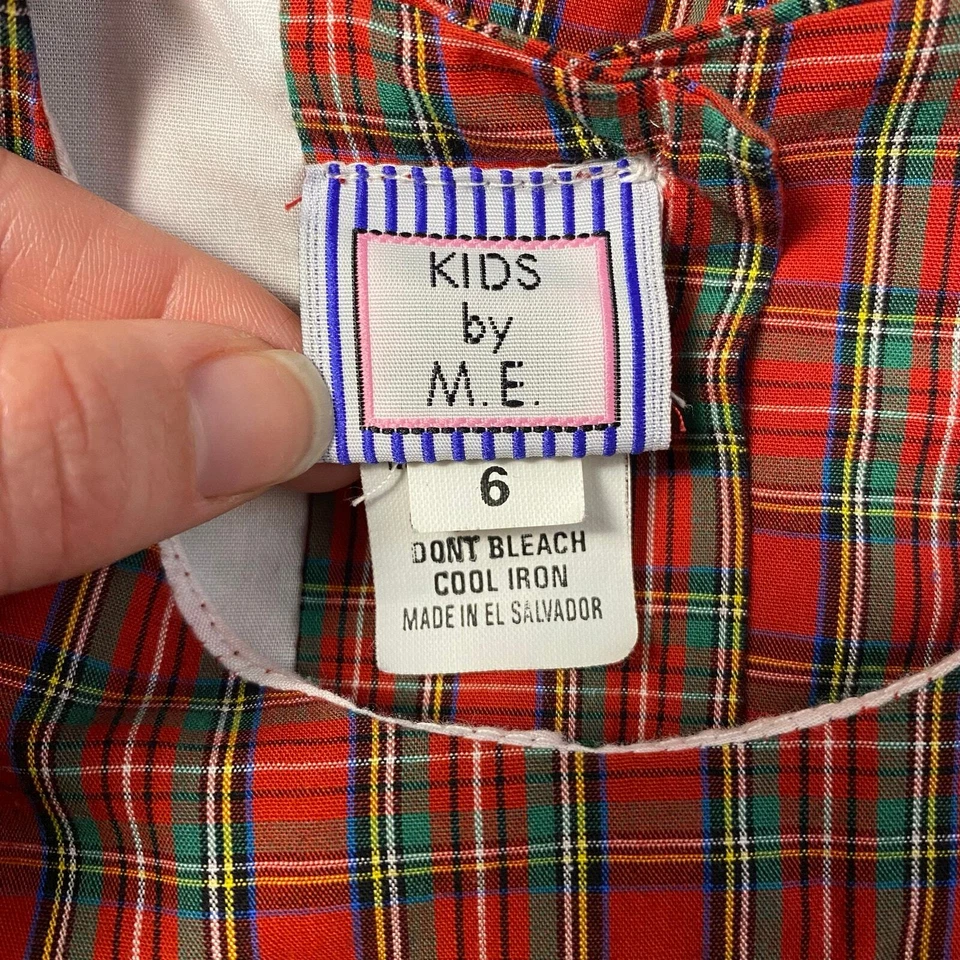 KIDS
by
M.E.
6
DONT BLEACH
COOL IRON
MADE IN EL SALVADOR